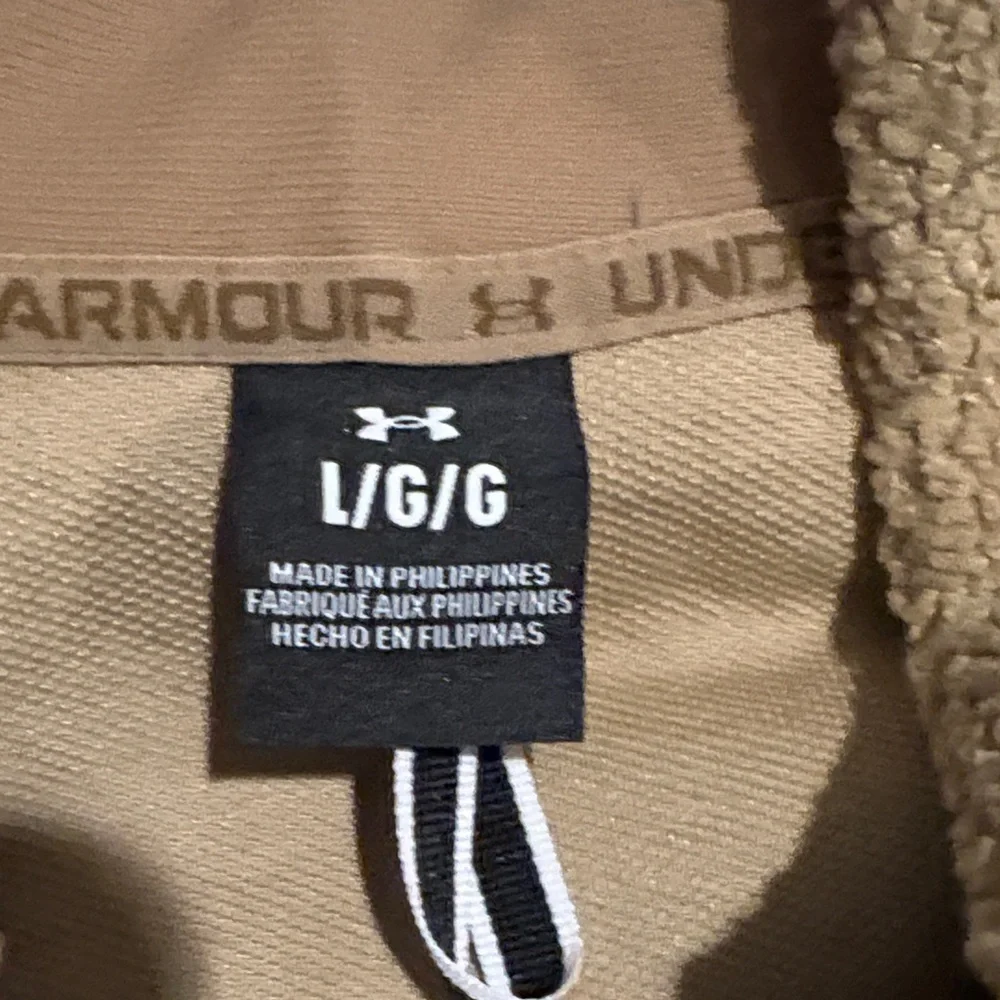 ARMOUR UNDE
L/G/G
MADE IN PHILIPPINES
FABRIQUÉ AUX PHILIPPINES
HECHO EN FILIPINAS